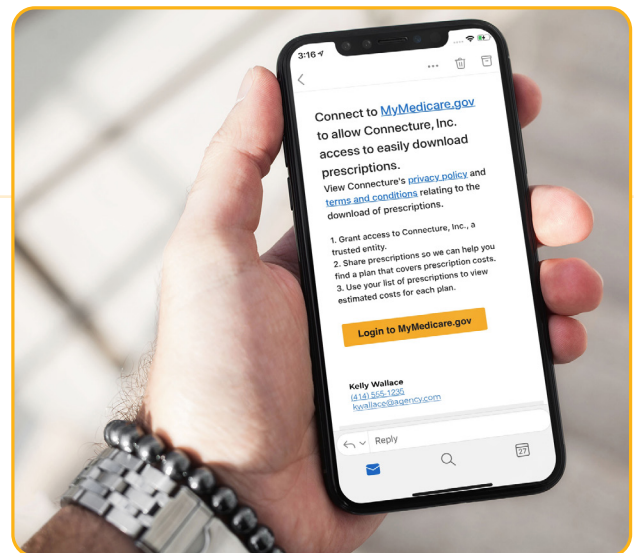 3:16
Connect to MyMedicare.gov
to allow Connecture, Inc.
access to easily download
prescriptions.
View Connecture's privacy policy and
terms and conditions relating to the
download of prescriptions.
1. Grant access to Connecture, Inc., a
trusted entity.
2. Share prescriptions so we can help you
find a plan that covers prescription costs.
3. Use your list of prescriptions to view
estimated costs for each plan.
Login to MyMedicare.gov
Kelly Wallace
(414) 555-1235
kwallace@agency.com
Reply
27